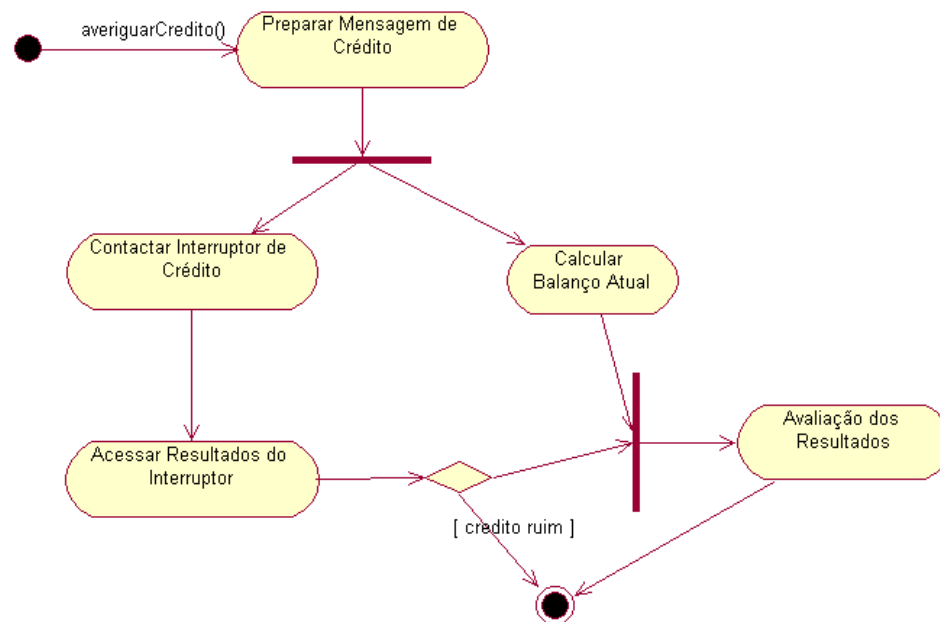 averiguarCredito()
Preparar Mensagem de
Crédito
Contactar Interruptor de
Crédito
Calcular
Balanço Atual
Acessar Resultados do
Interruptor
Avaliação dos
Resultados
[ credito ruim ]